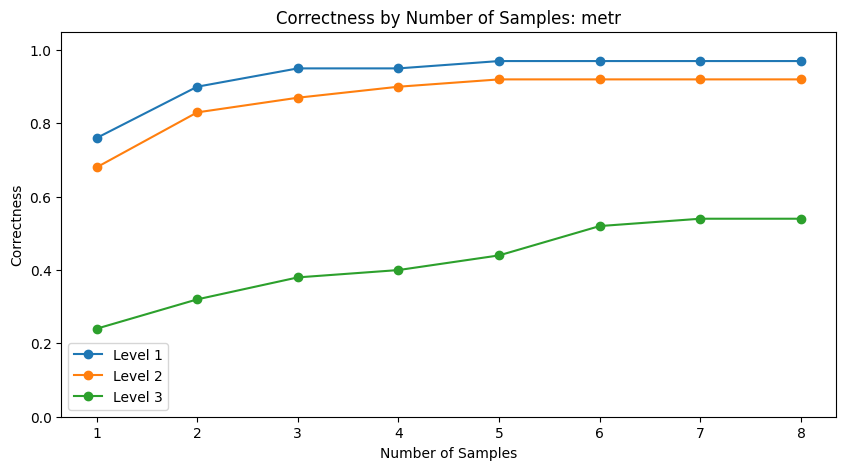 Correctness by Number of Samples: metr
1.0
0.8
0.6
0.4
0.2
0.0
Correctness
Level 1
Level 2
Level 3
1 2 3 4 5 6 7 8
Number of Samples